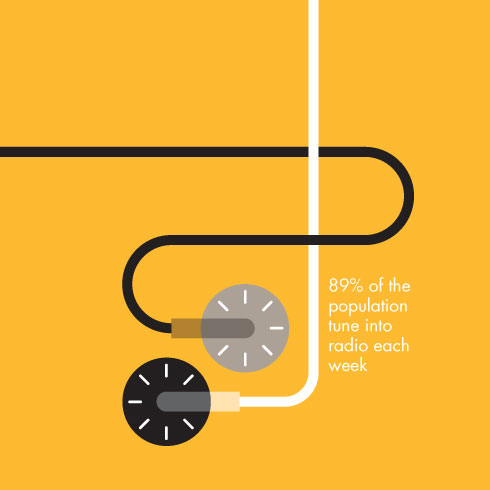 89% of the
population
tune into
radio each
week